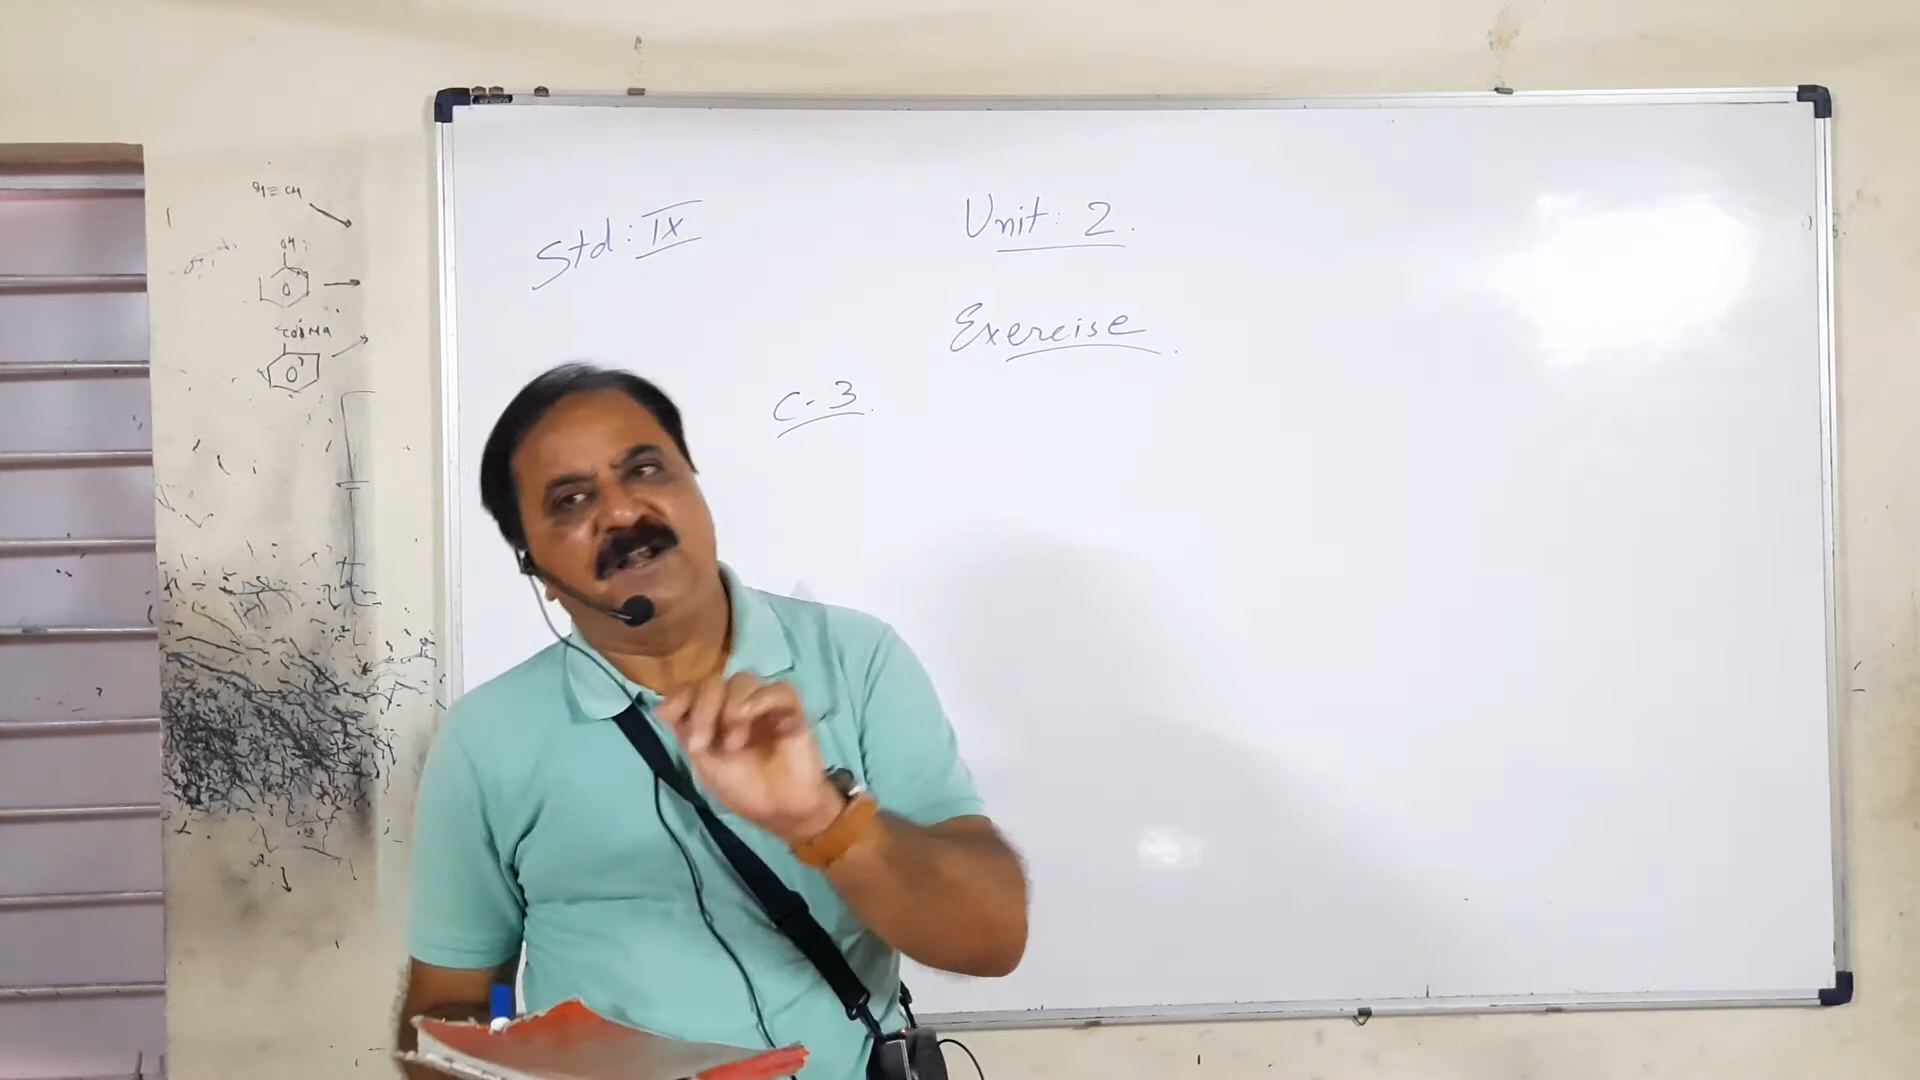 Std: IX
Unit: 2.
Exercise.
C-3.